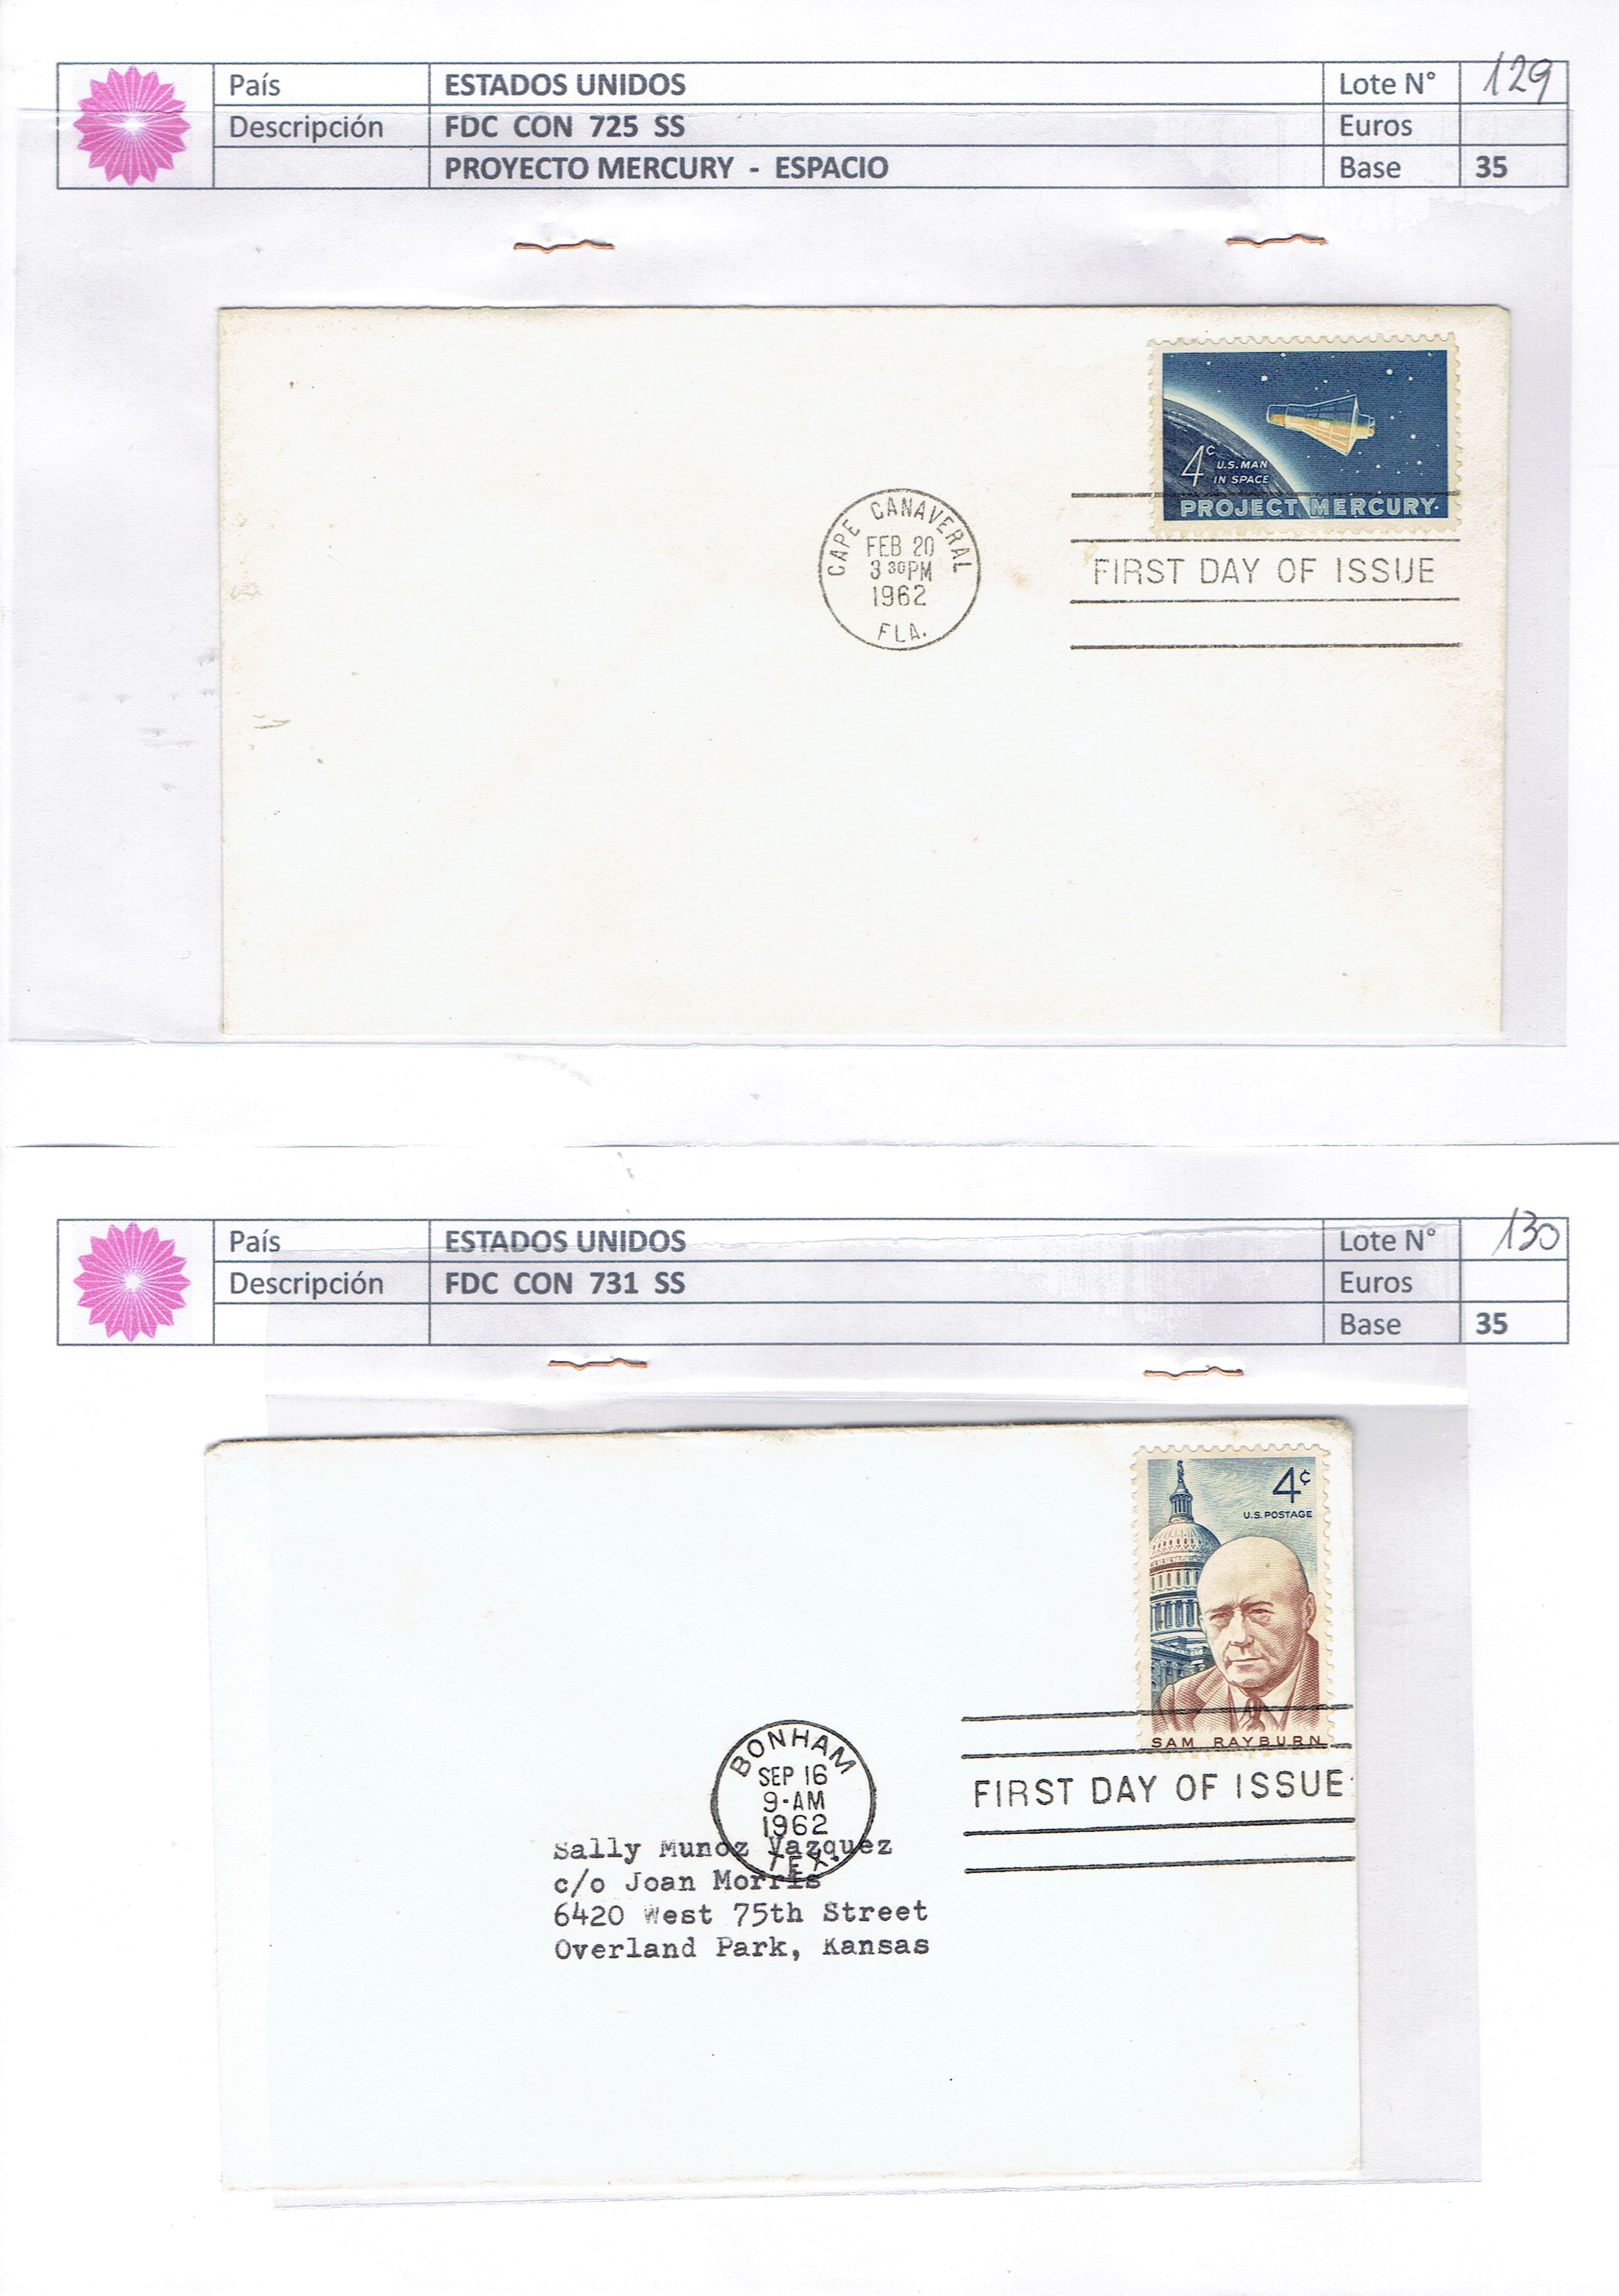 País ESTADOS UNIDOS Lote N° 129
Descripción FDC CON 725 SS Euros
PROYECTO MERCURY - ESPACIO Base 35
4c U.S. MAN
IN SPACE
PROJECT MERCURY
CAPE CANAVERAL
FEB 20
3 30PM
1962
FLA.
FIRST DAY OF ISSUE
País ESTADOS UNIDOS Lote N° 130
Descripción FDC CON 731 SS Euros
Base 35
4c
U.S. POSTAGE
SAM RAYBURN
BONHAM
SEP 16
9-AM
1962
TEX.
FIRST DAY OF ISSUE
Sally Munoz Vazquez
c/o Joan Morris
6420 West 75th Street
Overland Park, Kansas